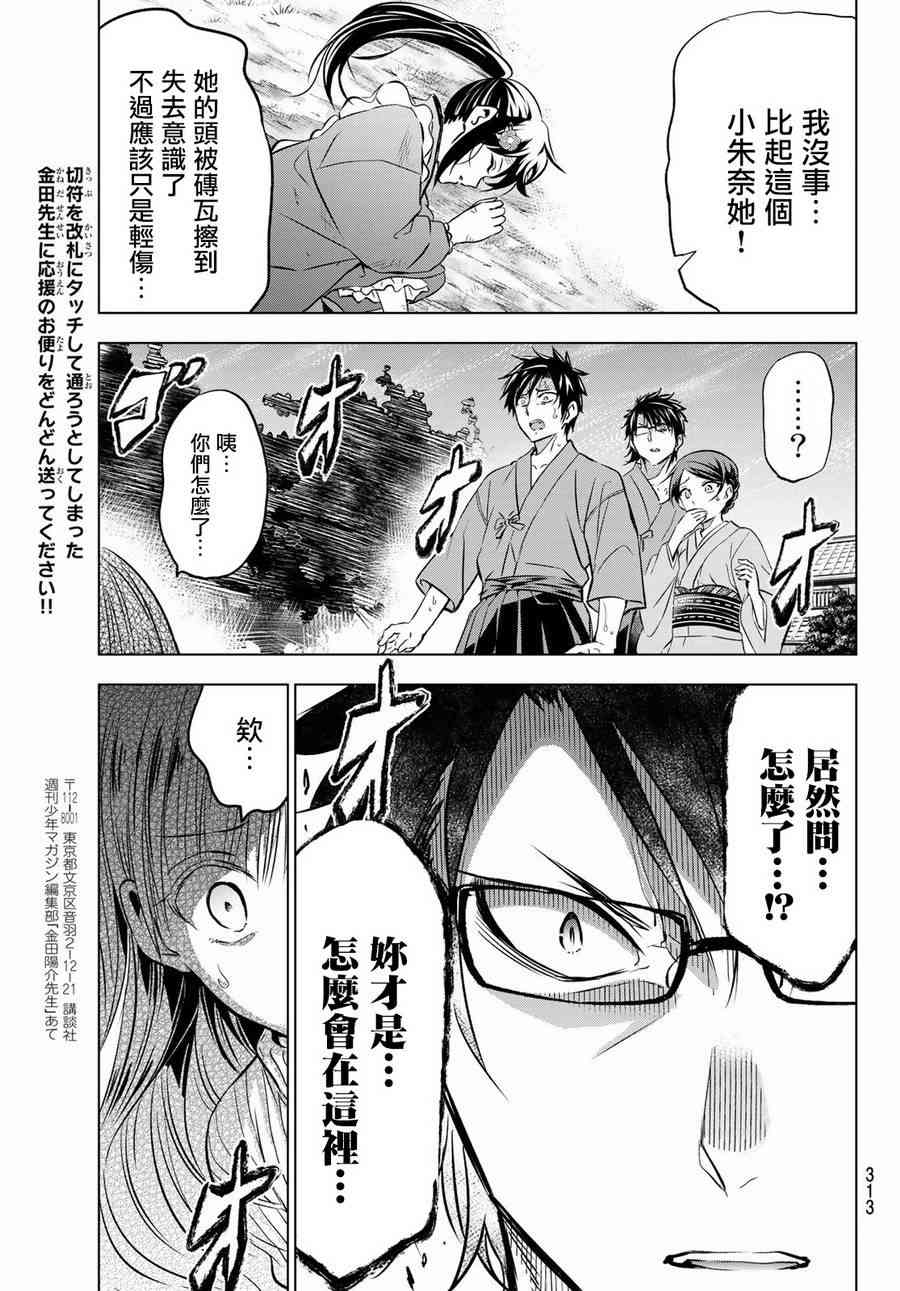 我沒事…
比起這個
小朱奈她！
她的頭被磚瓦擦到
失去意識了
不過應該只是輕傷…
…？
咦…
你們怎麼了…
ゴ
オ
オ
居然問…
怎麼了…!?
妳才是…
怎麼會在這裡…
欸…
オ
オ
切符を改札にタッチして通ろうとしてしまった
金田先生に応援のお便りをどんどん送ってください!!
〒112-8001 東京都文京区音羽2-12-21 講談社
週刊少年マガジン編集部「金田陽介先生」あて
313